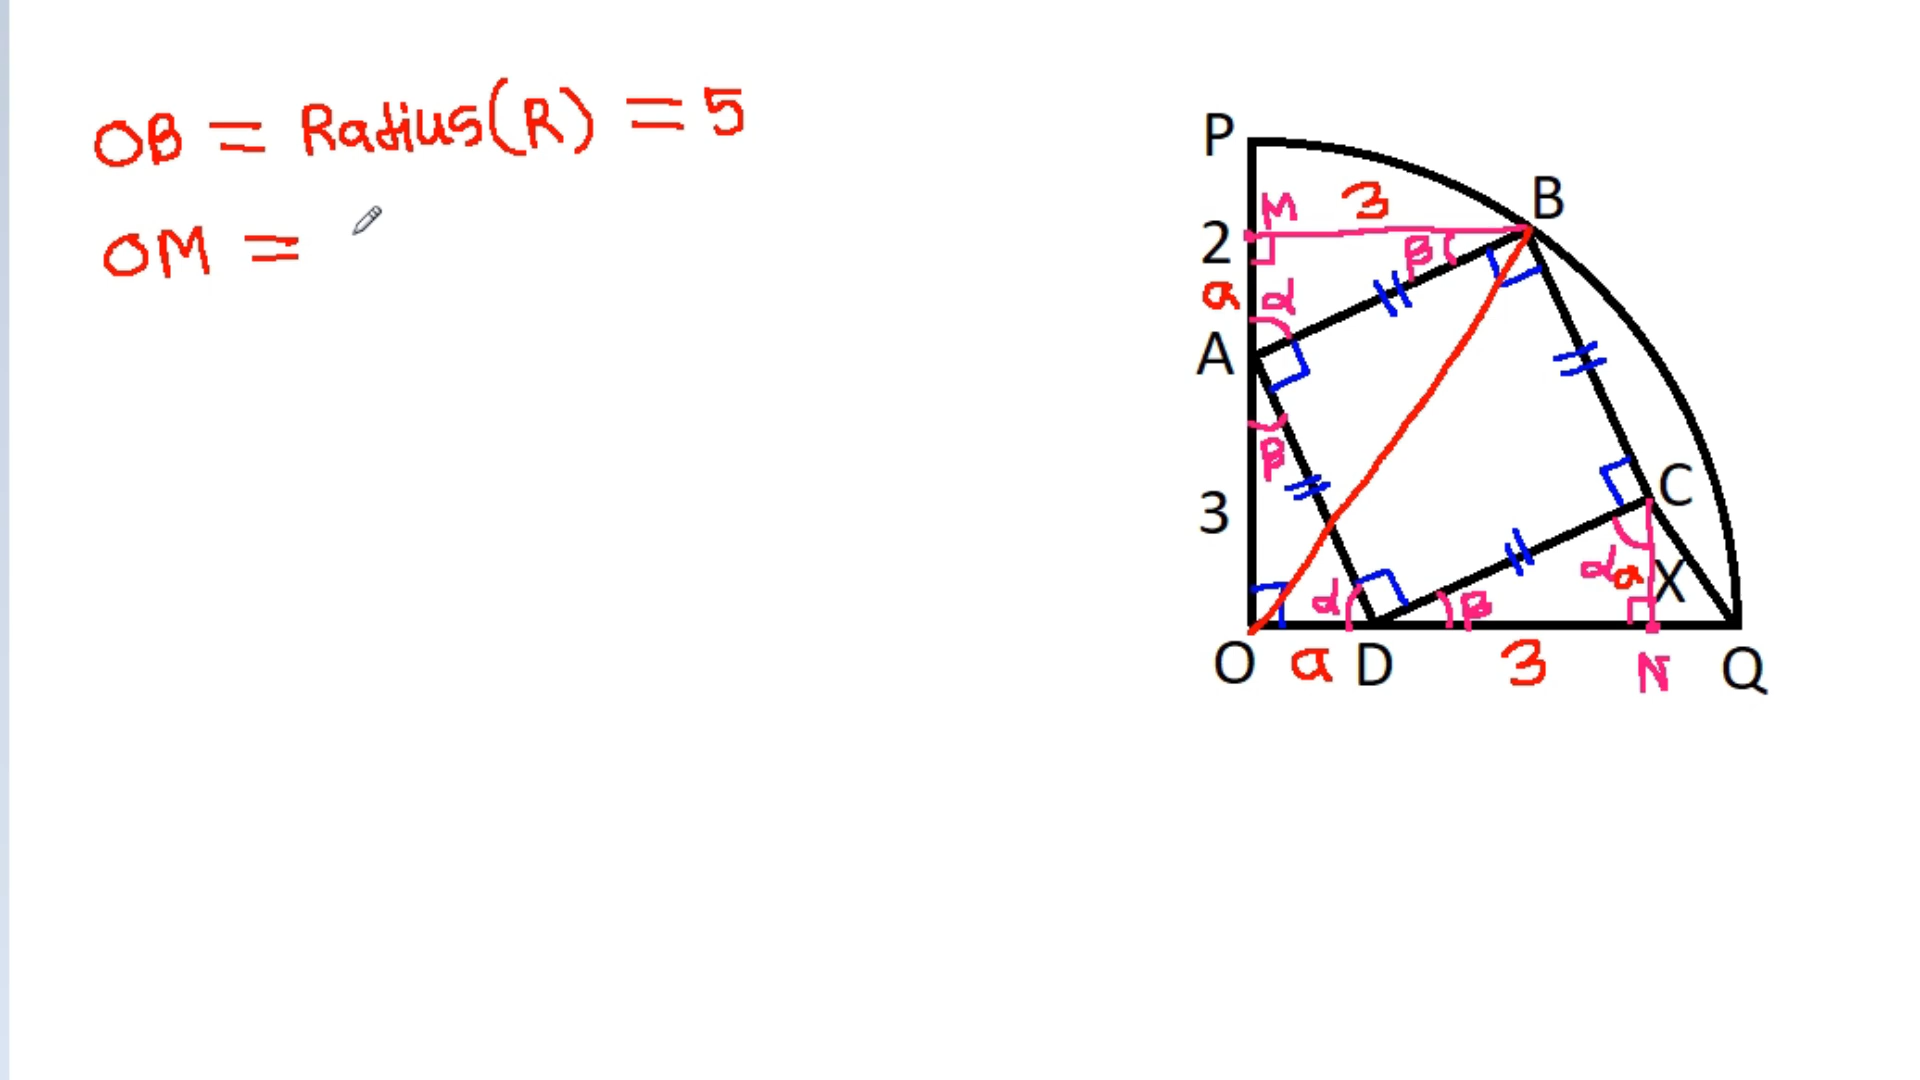 OB = Radius(R) = 5
OM =
P
M 3 B
2 β
a α
A
β
3 C
α a X
α β
O a D 3 N Q